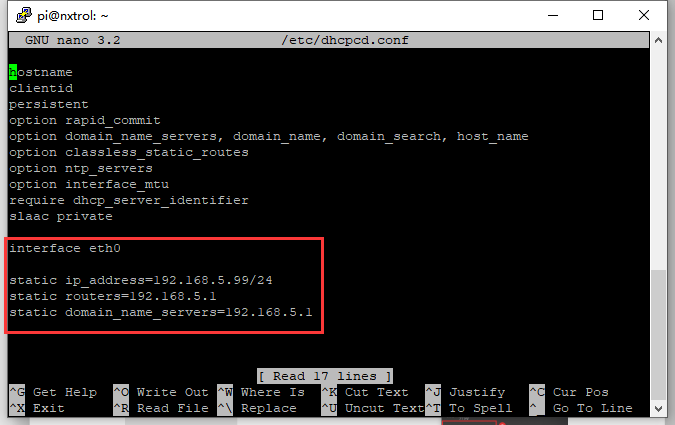 pi@nxtrol: ~
GNU nano 3.2 /etc/dhcpcd.conf
hostname
clientid
persistent
option rapid_commit
option domain_name_servers, domain_name, domain_search, host_name
option classless_static_routes
option ntp_servers
option interface_mtu
require dhcp_server_identifier
slaac private
interface eth0
static ip_address=192.168.5.99/24
static routers=192.168.5.1
static domain_name_servers=192.168.5.1
[ Read 17 lines ]
^G Get Help ^O Write Out ^W Where Is ^K Cut Text ^J Justify ^C Cur Pos
^X Exit ^R Read File ^\ Replace ^U Uncut Text ^T To Spell ^_ Go To Line